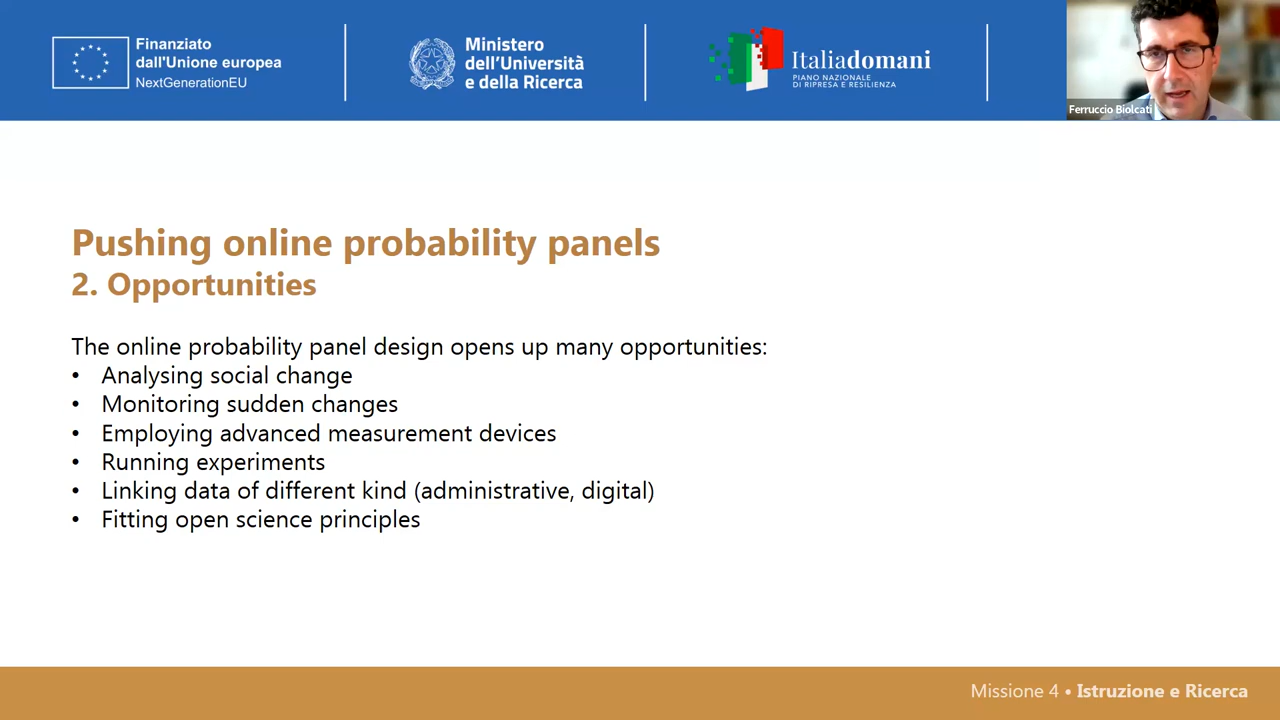 Finanziato
dall'Unione europea
NextGenerationEU
Ministero
dell'Università
e della Ricerca
Italiadomani
PIANO NAZIONALE
DI RIPRESA E RESILIENZA
Ferruccio Biolcati
Pushing online probability panels
2. Opportunities
The online probability panel design opens up many opportunities:
• Analysing social change
• Monitoring sudden changes
• Employing advanced measurement devices
• Running experiments
• Linking data of different kind (administrative, digital)
• Fitting open science principles
Missione 4 • Istruzione e Ricerca